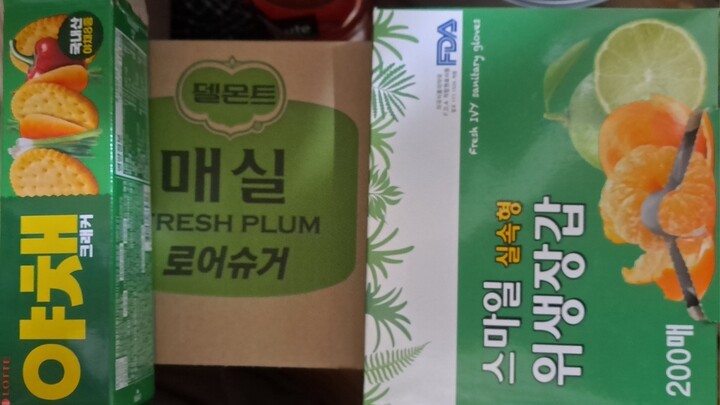 국내산
야채8종
야채
크래커
LOTTE
델몬트
매실
FRESH PLUM
로어슈거
FDA
Fresh IVY sanitary gloves
스마일 실속형
위생장갑
200매